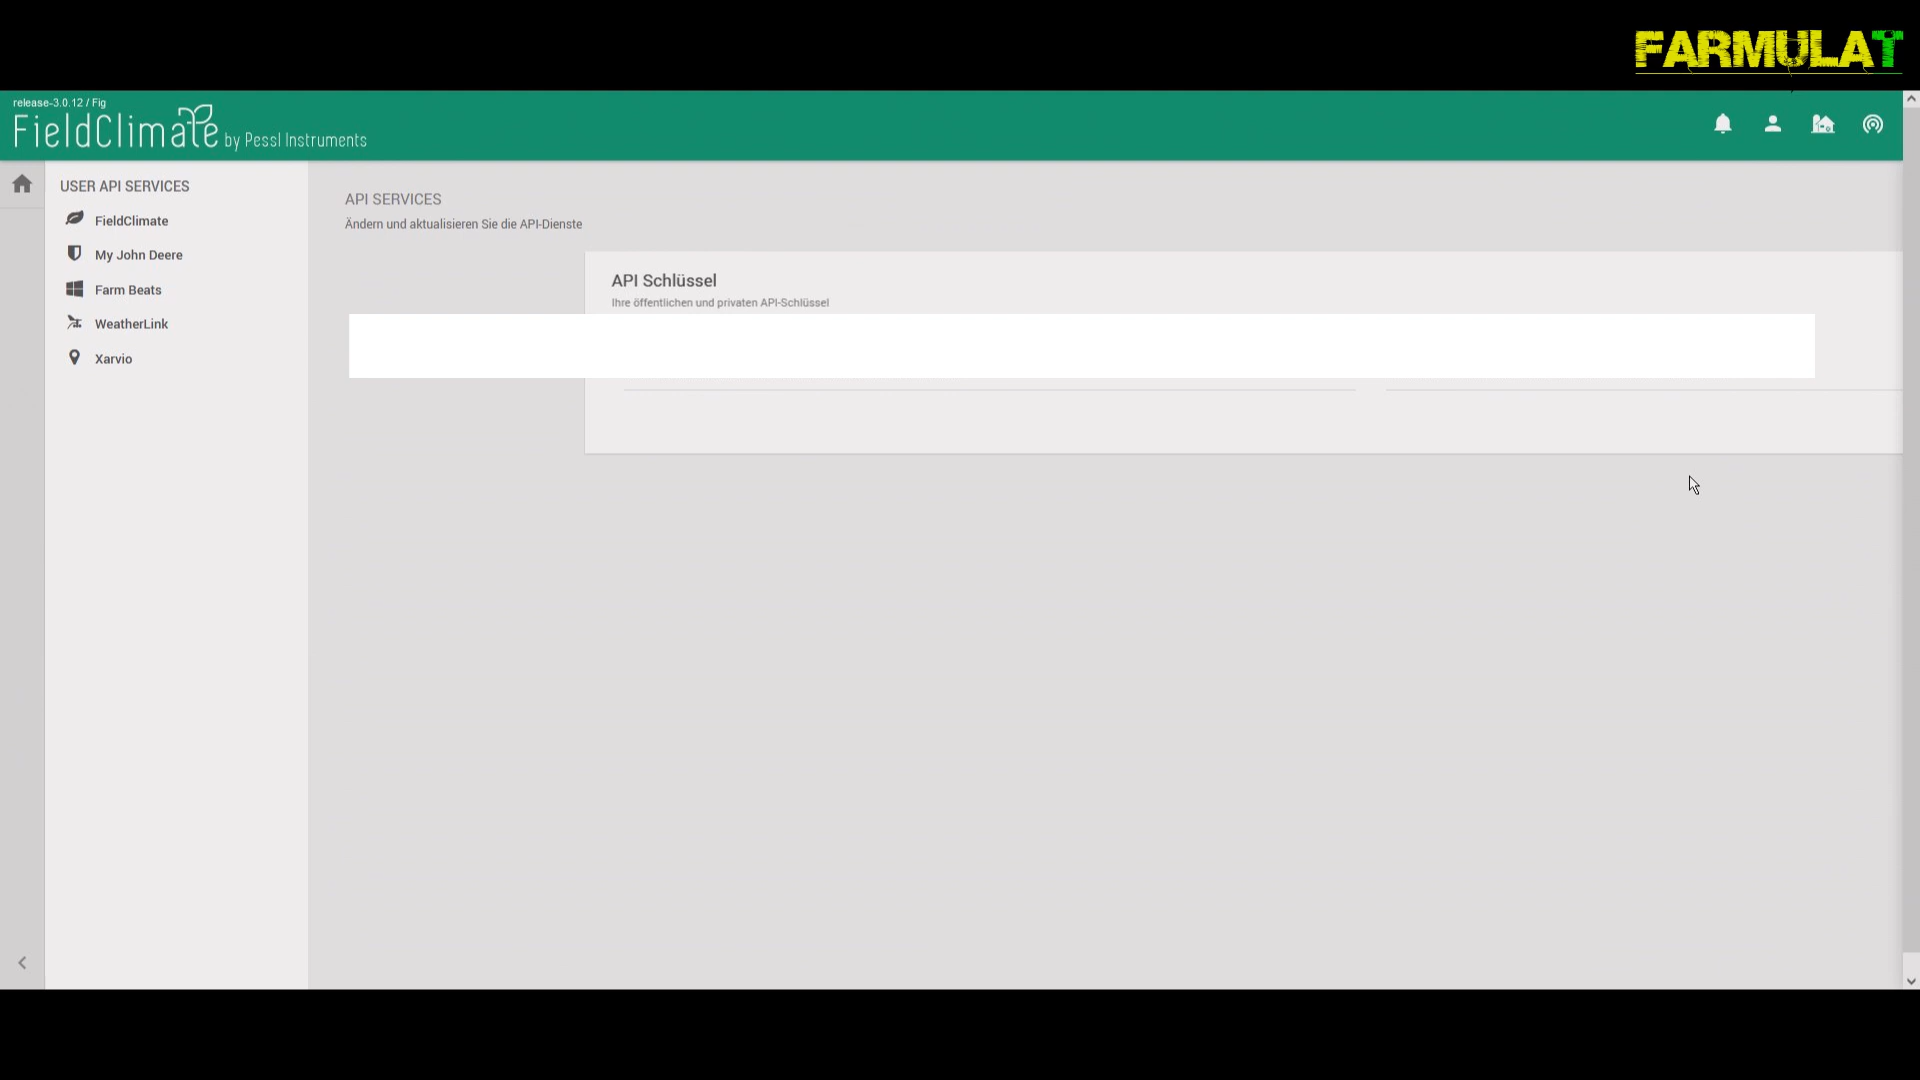 FARMULAT
release-3.0.12 / Fig
FieldClimate by Pessl Instruments
USER API SERVICES
FieldClimate
My John Deere
Farm Beats
WeatherLink
Xarvio
API SERVICES
Ändern und aktualisieren Sie die API-Dienste
API Schlüssel
Ihre öffentlichen und privaten API-Schlüssel